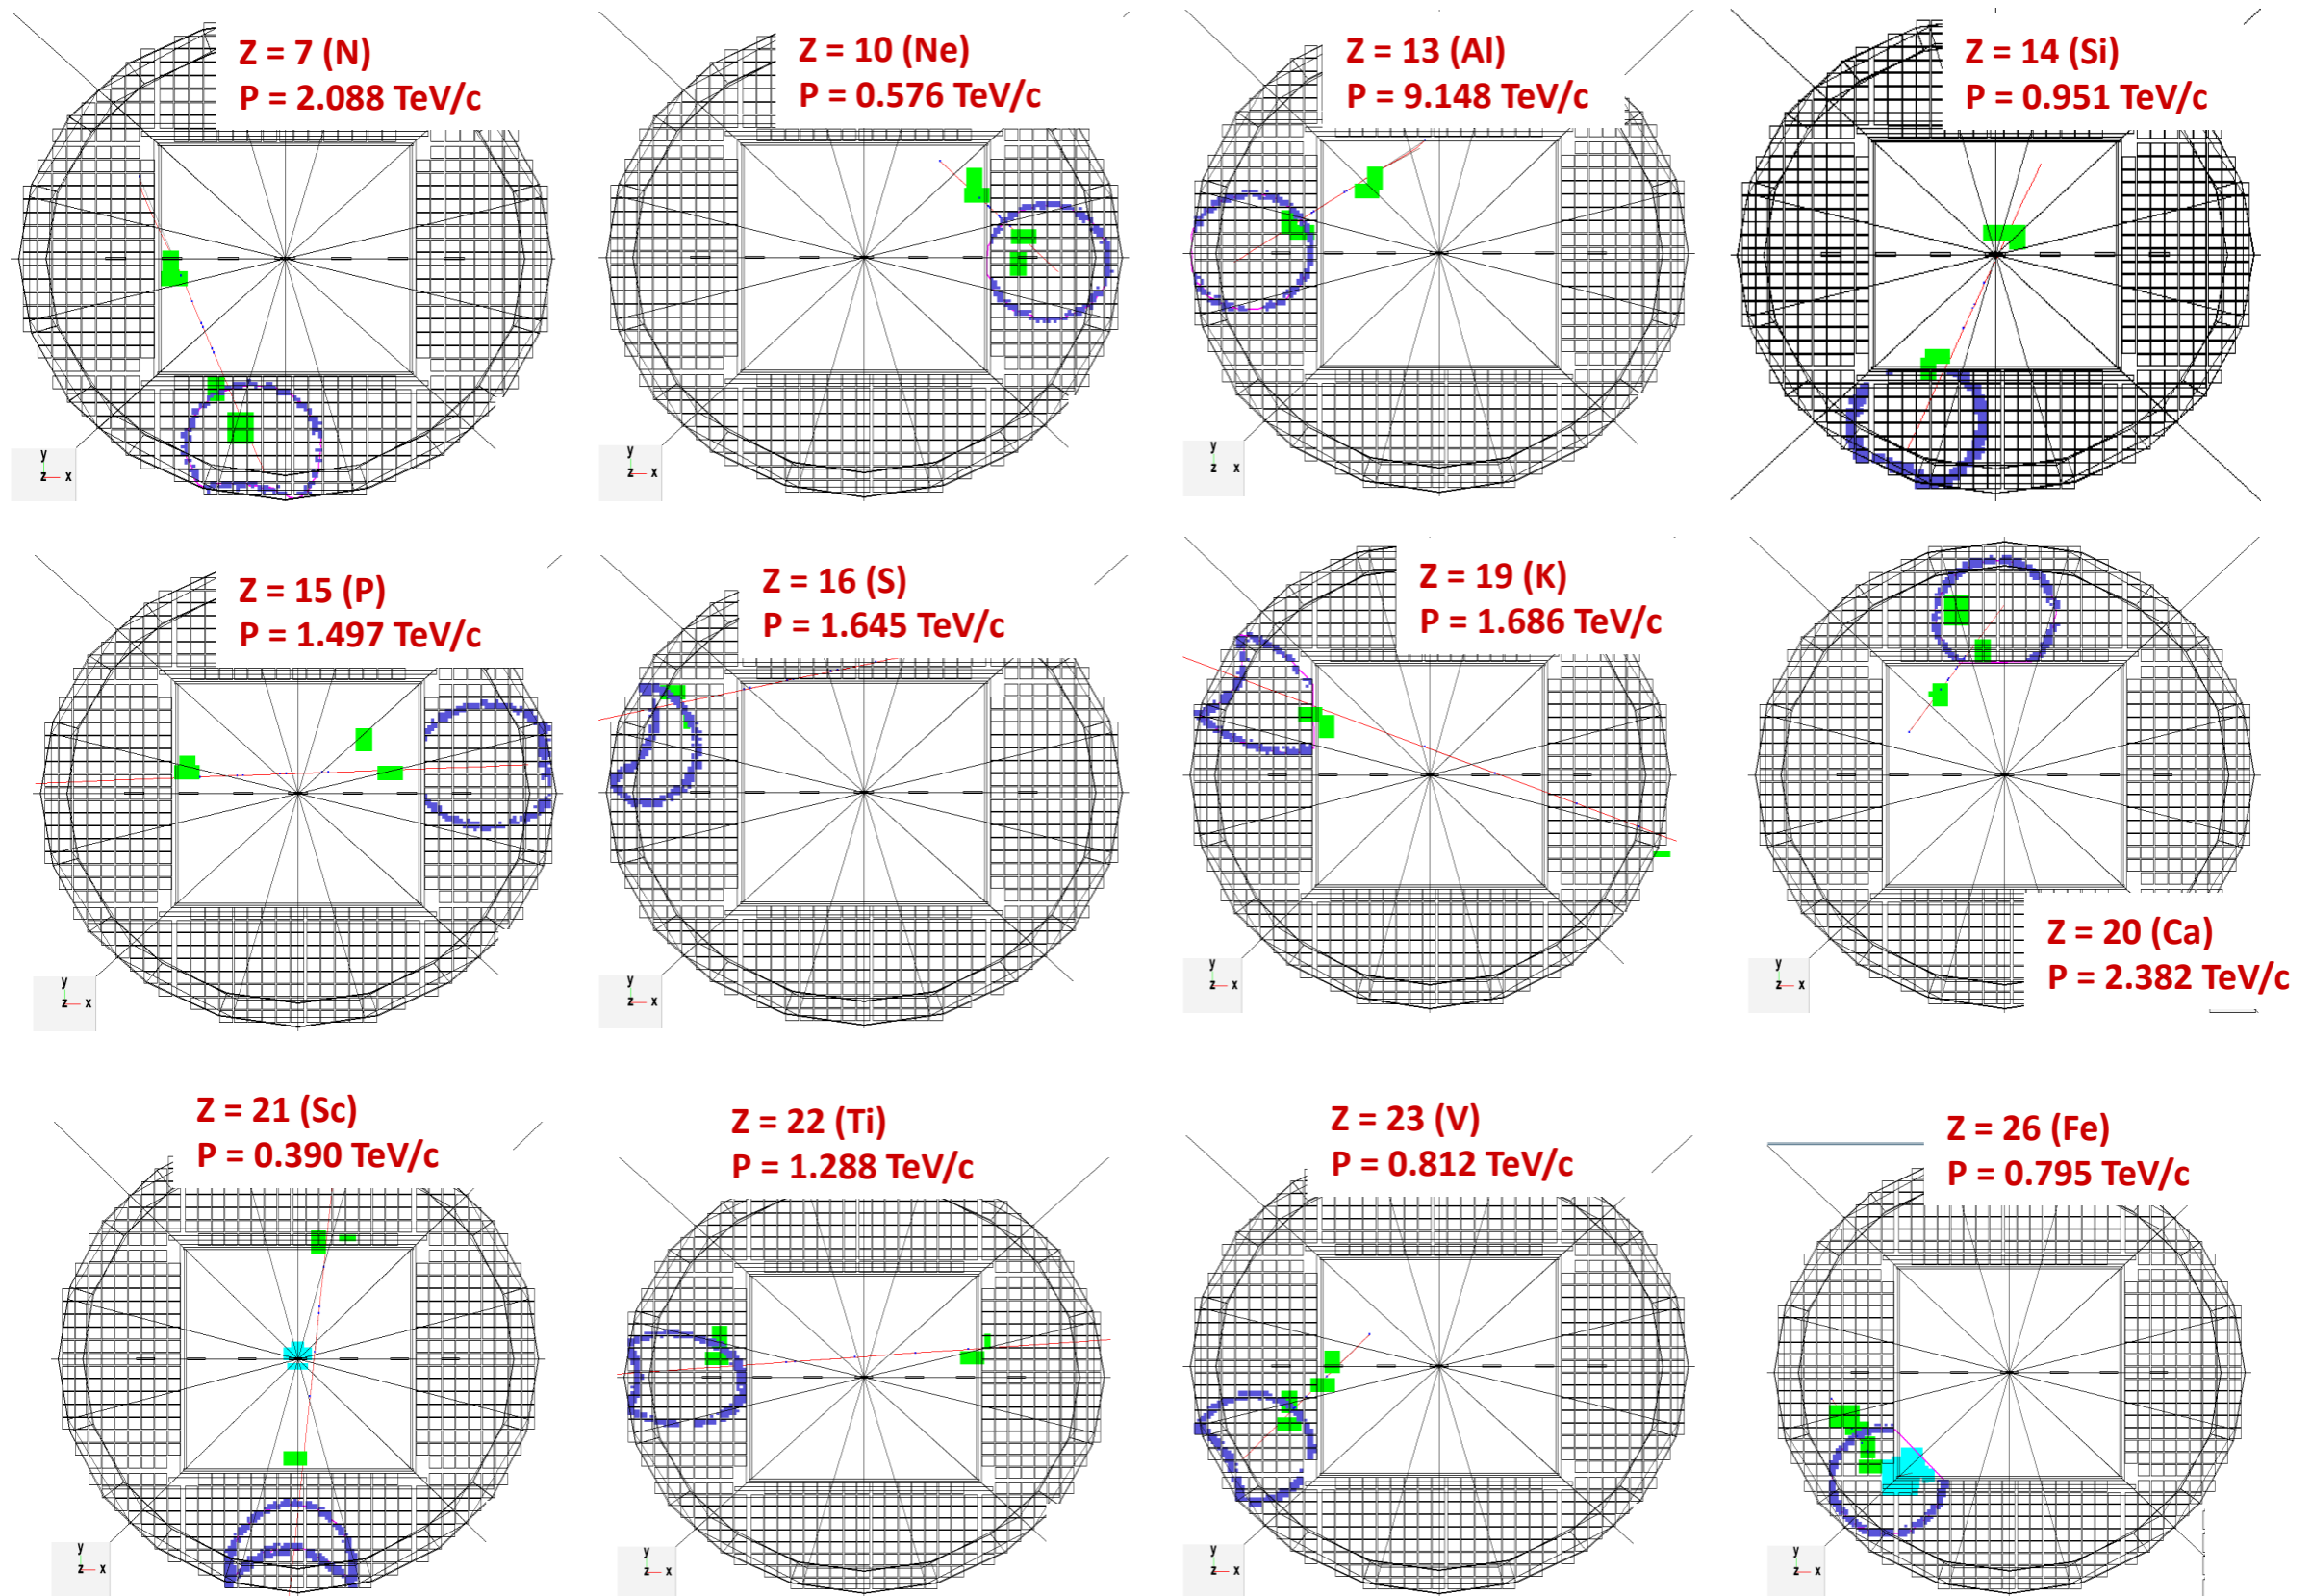 Z = 7 (N)
P = 2.088 TeV/c
Z = 10 (Ne)
P = 0.576 TeV/c
Z = 13 (Al)
P = 9.148 TeV/c
Z = 14 (Si)
P = 0.951 TeV/c
y
z x
y
z x
y
z x
y
z x
Z = 15 (P)
P = 1.497 TeV/c
Z = 16 (S)
P = 1.645 TeV/c
Z = 19 (K)
P = 1.686 TeV/c
Z = 20 (Ca)
P = 2.382 TeV/c
y
z x
y
z x
y
z x
y
z x
Z = 21 (Sc)
P = 0.390 TeV/c
Z = 22 (Ti)
P = 1.288 TeV/c
Z = 23 (V)
P = 0.812 TeV/c
Z = 26 (Fe)
P = 0.795 TeV/c
y
z x
y
z x
y
z x
y
z x